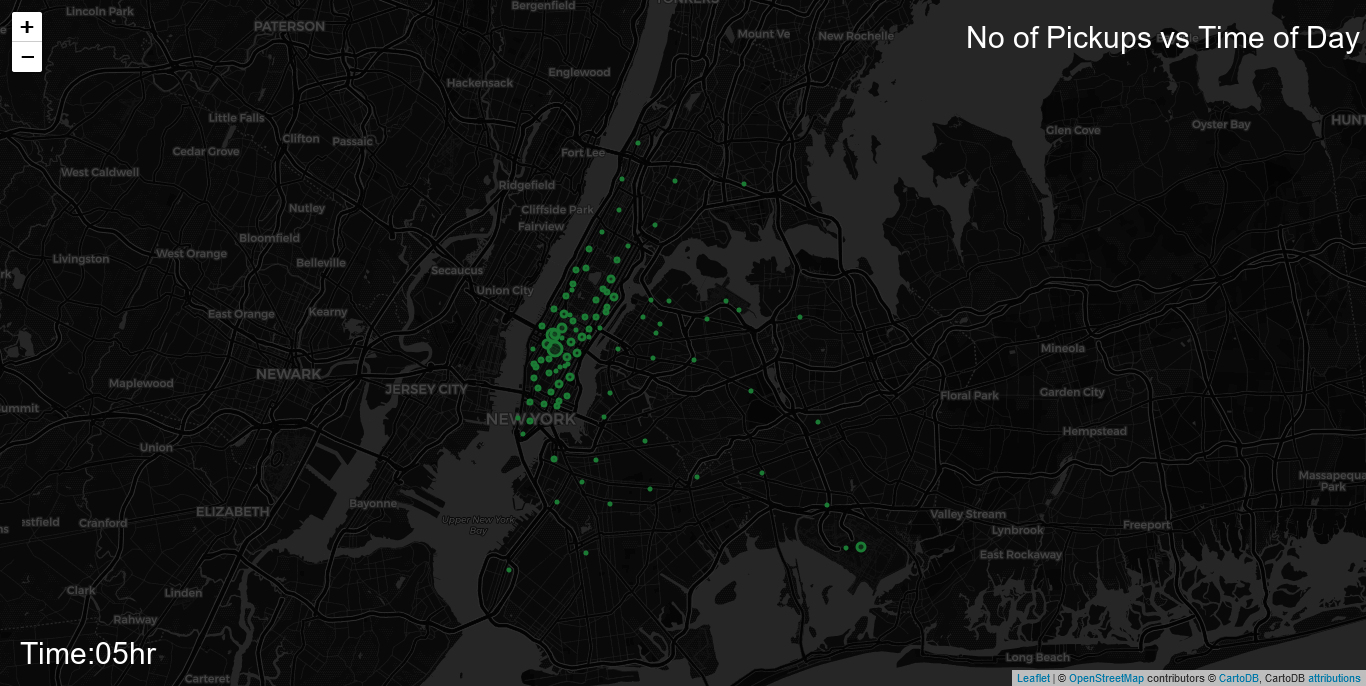 +
−
No of Pickups vs Time of Day
Lincoln Park
PATERSON
Bergenfield
Mount Ve
New Rochelle
Hackensack
Englewood
Little Falls
Clifton
Passaic
Cedar Grove
Fort Lee
Glen Cove
Oyster Bay
HUNT
West Caldwell
Ridgefield
Nutley
Cliffside Park
Fairview
Bloomfield
Livingston
West Orange
Belleville
Secaucus
Union City
East Orange
Kearny
Mineola
NEWARK
Maplewood
JERSEY CITY
Floral Park
Garden City
NEW YORK
Hempstead
Union
Massapequa
Park
Bayonne
ELIZABETH
Cranford
Upper New York
Bay
Valley Stream
Lynbrook
Freeport
East Rockaway
Clark
Linden
Rahway
Time:05hr
Long Beach
Carteret
Leaflet | © OpenStreetMap contributors © CartoDB, CartoDB attributions